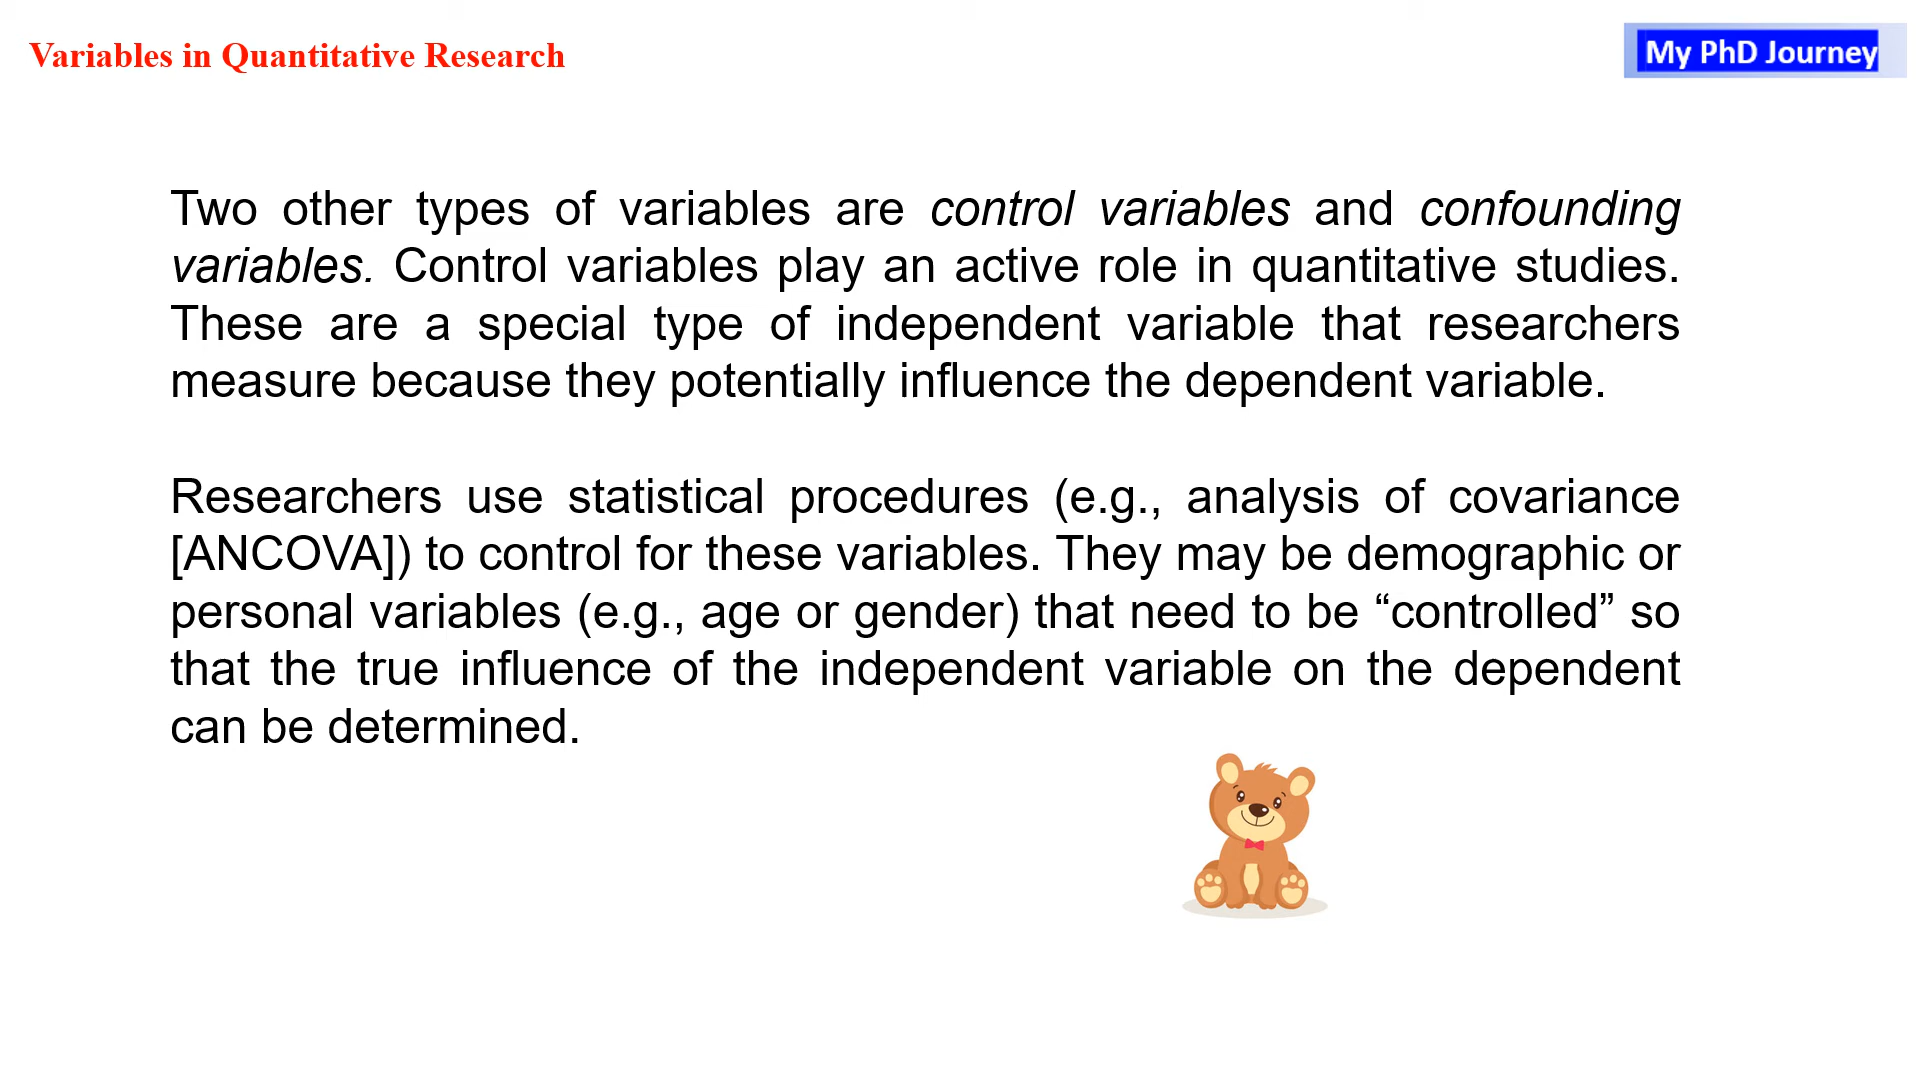 Variables in Quantitative Research
My PhD Journey
Two other types of variables are control variables and confounding
variables. Control variables play an active role in quantitative studies.
These are a special type of independent variable that researchers
measure because they potentially influence the dependent variable.
Researchers use statistical procedures (e.g., analysis of covariance
[ANCOVA]) to control for these variables. They may be demographic or
personal variables (e.g., age or gender) that need to be “controlled” so
that the true influence of the independent variable on the dependent
can be determined.